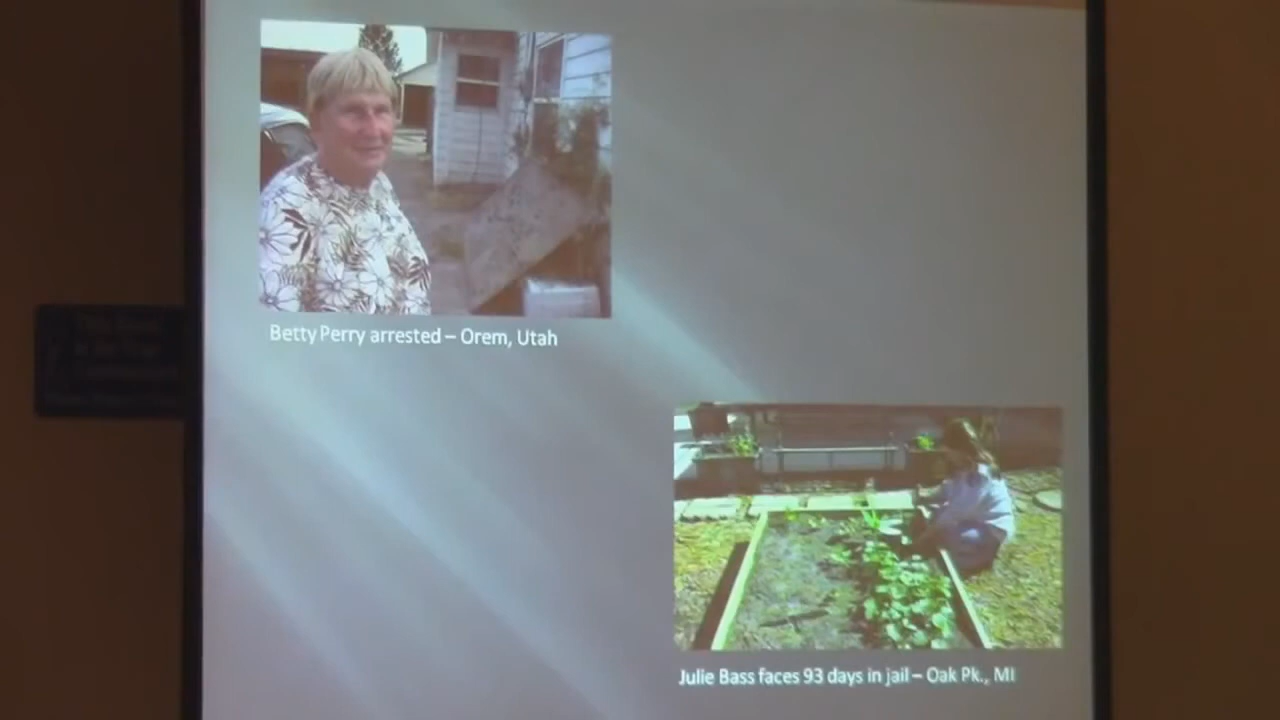 Betty Perry arrested – Orem, Utah
Julie Bass faces 93 days in jail – Oak Pk., MI